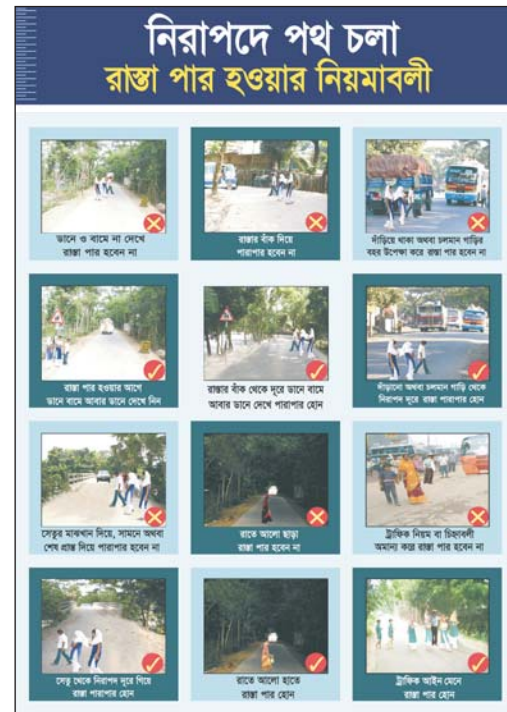 নিরাপদে পথ চলা
রাস্তা পার হওয়ার নিয়মাবলী
ডানে ও বামে না দেখে
রাস্তা পার হবেন না
রাস্তার বাঁক দিয়ে
পারাপার হবেন না
দাঁড়িয়ে থাকা অথবা চলমান গাড়ির
বহর উপেক্ষা করে রাস্তা পার হবেন না
রাস্তা পার হওয়ার আগে
ডানে বামে আবার ডানে দেখে নিন
রাস্তার বাঁক থেকে দূরে ডানে বামে
আবার ডানে দেখে পারাপার হোন
দাঁড়ানো অথবা চলমান গাড়ি থেকে
নিরাপদ দূরে রাস্তা পারাপার হোন
সেতুর মাঝখান দিয়ে, সামনে অথবা
শেষ প্রান্ত দিয়ে পারাপার হবেন না
রাতে আলো ছাড়া
রাস্তা পার হবেন না
ট্রাফিক নিয়ম বা চিহ্নাবলী
অমান্য করে রাস্তা পার হবেন না
সেতু থেকে নিরাপদ দূরে গিয়ে
রাস্তা পারাপার হোন
রাতে আলো হাতে
রাস্তা পার হোন
ট্রাফিক আইন মেনে
রাস্তা পার হোন